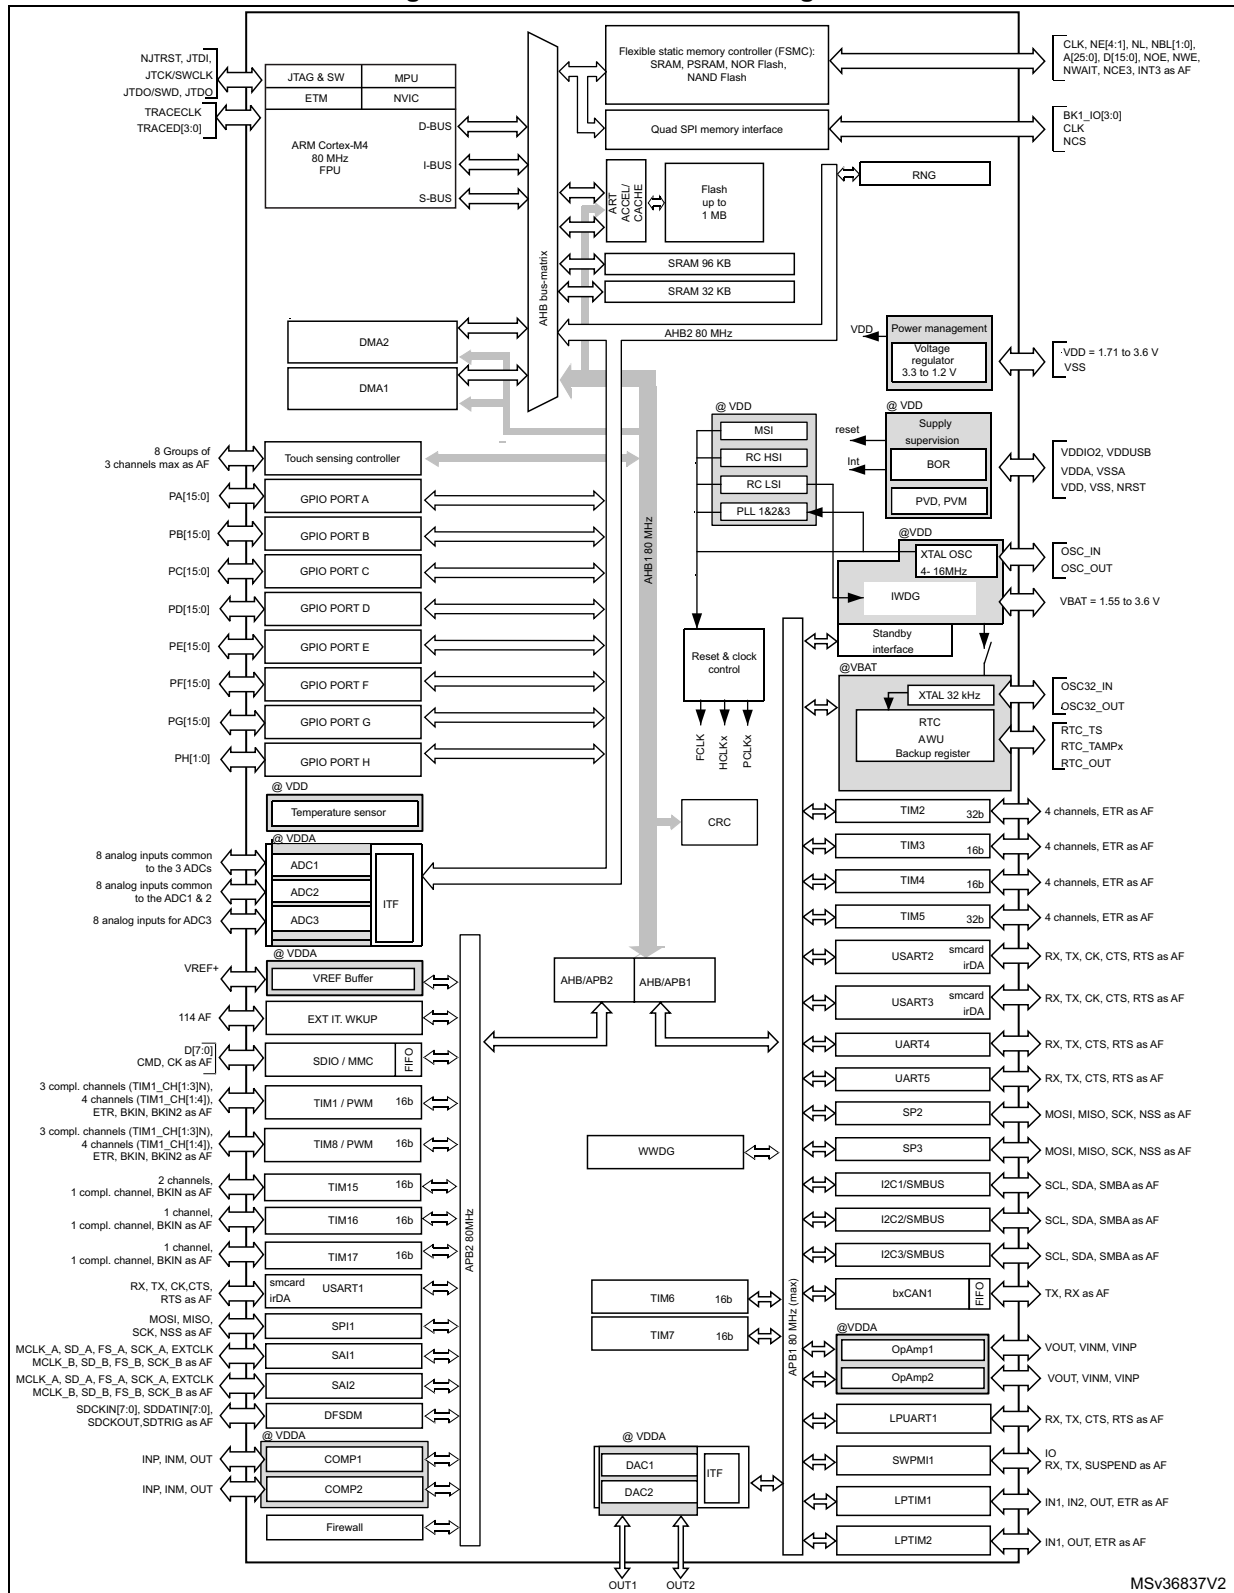 NJTRST, JTDI,
JTCK/SWCLK
JTDO/SWD, JTDO
TRACECLK
TRACED[3:0]
JTAG & SW
MPU
ETM
NVIC
ARM Cortex-M4
80 MHz
FPU
D-BUS
I-BUS
S-BUS
AHB bus-matrix
Flexible static memory controller (FSMC):
SRAM, PSRAM, NOR Flash,
NAND Flash
CLK, NE[4:1], NL, NBL[1:0],
A[25:0], D[15:0], NOE, NWE,
NWAIT, NCE3, INT3 as AF
Quad SPI memory interface
BK1_IO[3:0]
CLK
NCS
RNG
ART
ACCEL/
CACHE
Flash
up to
1 MB
SRAM 96 KB
SRAM 32 KB
AHB2 80 MHz
DMA2
DMA1
VDD
Power management
Voltage
regulator
3.3 to 1.2 V
VDD = 1.71 to 3.6 V
VSS
@ VDD
MSI
RC HSI
RC LSI
PLL 1&2&3
@ VDD
reset
Int
Supply
supervision
BOR
PVD, PVM
VDDIO2, VDDUSB
VDDA, VSSA
VDD, VSS, NRST
8 Groups of
3 channels max as AF
Touch sensing controller
PA[15:0]
GPIO PORT A
PB[15:0]
GPIO PORT B
PC[15:0]
GPIO PORT C
PD[15:0]
GPIO PORT D
PE[15:0]
GPIO PORT E
PF[15:0]
GPIO PORT F
PG[15:0]
GPIO PORT G
PH[1:0]
GPIO PORT H
AHB1 80 MHz
@VDD
XTAL OSC
4- 16MHz
IWDG
OSC_IN
OSC_OUT
VBAT = 1.55 to 3.6 V
Standby
interface
Reset & clock
control
FCLK
HCLKx
PCLKx
@VBAT
XTAL 32 kHz
RTC
AWU
Backup register
OSC32_IN
OSC32_OUT
RTC_TS
RTC_TAMPx
RTC_OUT
@ VDD
Temperature sensor
@ VDDA
8 analog inputs common
to the 3 ADCs
8 analog inputs common
to the ADC1 & 2
8 analog inputs for ADC3
ADC1
ADC2
ADC3
ITF
CRC
TIM2
32b
4 channels, ETR as AF
TIM3
16b
4 channels, ETR as AF
TIM4
16b
4 channels, ETR as AF
TIM5
32b
4 channels, ETR as AF
@ VDDA
VREF+
VREF Buffer
AHB/APB2
AHB/APB1
USART2
smcard
irDA
RX, TX, CK, CTS, RTS as AF
USART3
smcard
irDA
RX, TX, CK, CTS, RTS as AF
114 AF
EXT IT. WKUP
D[7:0]
CMD, CK as AF
SDIO / MMC
FIFO
UART4
RX, TX, CTS, RTS as AF
UART5
RX, TX, CTS, RTS as AF
3 compl. channels (TIM1_CH[1:3]N),
4 channels (TIM1_CH[1:4]),
ETR, BKIN, BKIN2 as AF
TIM1 / PWM
16b
SP2
MOSI, MISO, SCK, NSS as AF
3 compl. channels (TIM1_CH[1:3]N),
4 channels (TIM1_CH[1:4]),
ETR, BKIN, BKIN2 as AF
TIM8 / PWM
16b
WWDG
SP3
MOSI, MISO, SCK, NSS as AF
2 channels,
1 compl. channel, BKIN as AF
TIM15
16b
I2C1/SMBUS
SCL, SDA, SMBA as AF
1 channel,
1 compl. channel, BKIN as AF
TIM16
16b
I2C2/SMBUS
SCL, SDA, SMBA as AF
1 channel,
1 compl. channel, BKIN as AF
TIM17
16b
APB2 80MHz
I2C3/SMBUS
SCL, SDA, SMBA as AF
RX, TX, CK,CTS,
RTS as AF
smcard
irDA
USART1
TIM6
16b
APB1 80 MHz (max)
bxCAN1
FIFO
TX, RX as AF
MOSI, MISO,
SCK, NSS as AF
SPI1
TIM7
16b
@VDDA
OpAmp1
VOUT, VINM, VINP
OpAmp2
VOUT, VINM, VINP
MCLK_A, SD_A, FS_A, SCK_A, EXTCLK
MCLK_B, SD_B, FS_B, SCK_B as AF
SAI1
MCLK_A, SD_A, FS_A, SCK_A, EXTCLK
MCLK_B, SD_B, FS_B, SCK_B as AF
SAI2
SDCKIN[7:0], SDDATIN[7:0],
SDCKOUT,SDTRIG as AF
DFSDM
LPUART1
RX, TX, CTS, RTS as AF
@ VDDA
INP, INM, OUT
COMP1
INP, INM, OUT
COMP2
Firewall
@ VDDA
DAC1
DAC2
ITF
OUT1
OUT2
SWPMI1
IO
RX, TX, SUSPEND as AF
LPTIM1
IN1, IN2, OUT, ETR as AF
LPTIM2
IN1, OUT, ETR as AF
MSv36837V2